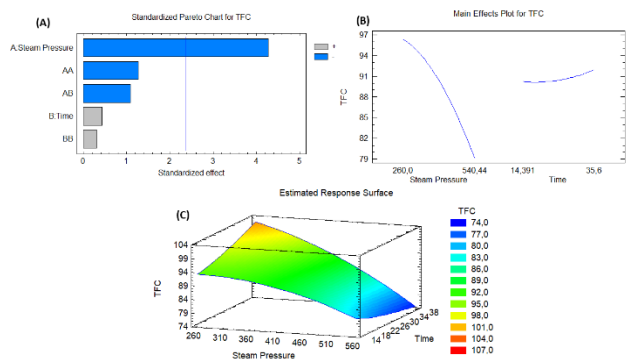 (A)
Standardized Pareto Chart for TFC
A:Steam Pressure
AA
AB
B:Time
BB
+
-
0 1 2 3 4 5
Standardized effect
(B)
Main Effects Plot for TFC
TFC
97
94
91
88
85
82
79
260,0 540,44 14,391 35,6
Steam Pressure Time
Estimated Response Surface
(C)
TFC
104
99
94
89
84
79
74
260 310 360 410 460 510 560
Steam Pressure
14 18 22 26 30 34 38
Time
TFC
74,0
77,0
80,0
83,0
86,0
89,0
92,0
95,0
98,0
101,0
104,0
107,0